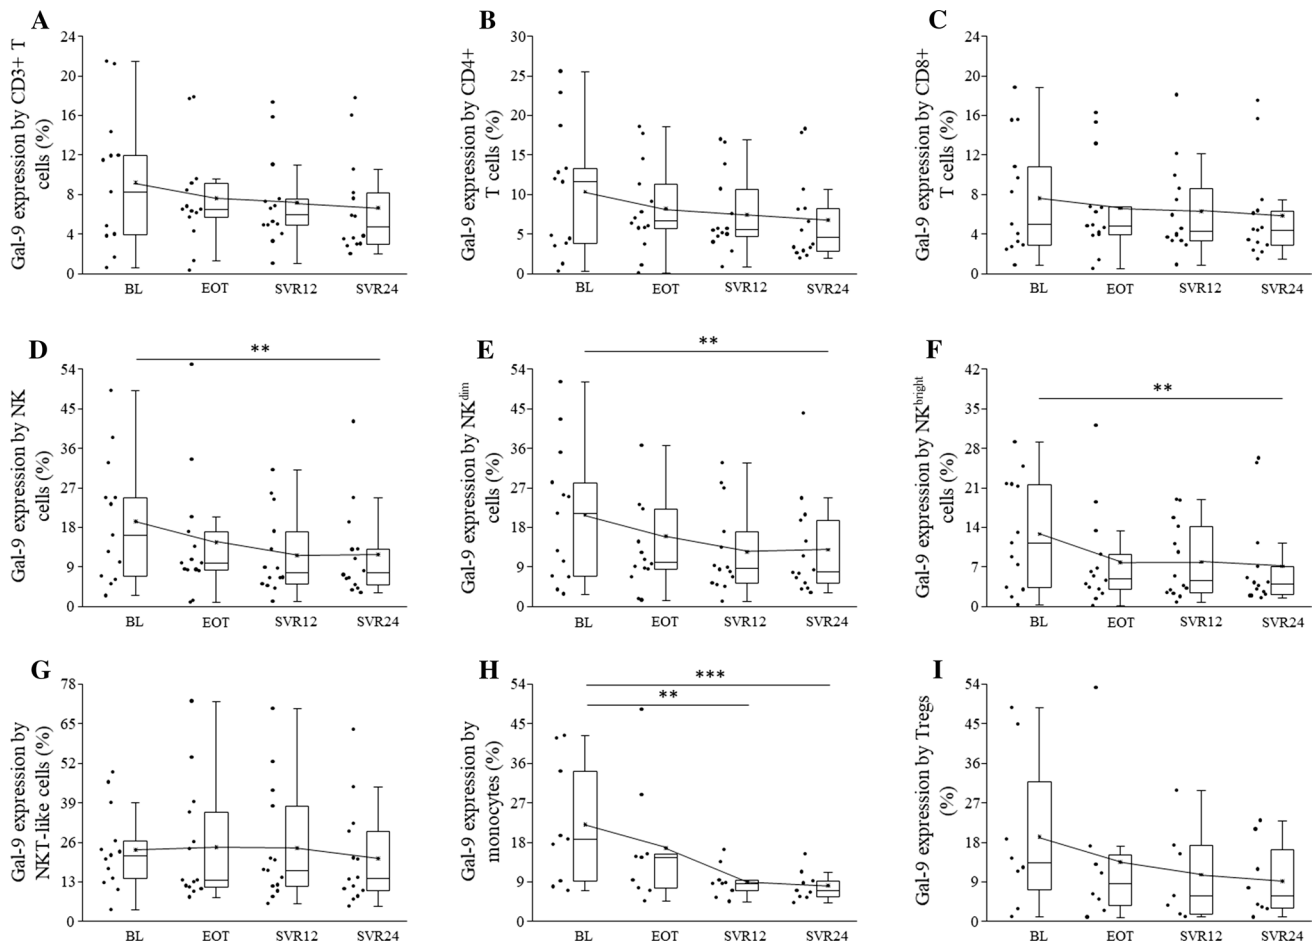 A
Gal-9 expression by CD3+ T
cells (%)
24
20
16
12
8
4
0
BL EOT SVR12 SVR24
B
Gal-9 expression by CD4+
T cells (%)
30
25
20
15
10
5
0
BL EOT SVR12 SVR24
C
Gal-9 expression by CD8+
T cells (%)
24
20
16
12
8
4
0
BL EOT SVR12 SVR24
D
Gal-9 expression by NK
cells (%)
**
54
45
36
27
18
9
0
BL EOT SVR12 SVR24
E
Gal-9 expression by NKdim
cells (%)
**
54
45
36
27
18
9
0
BL EOT SVR12 SVR24
F
Gal-9 expression by NKbright
cells (%)
**
42
35
28
21
14
7
0
BL EOT SVR12 SVR24
G
Gal-9 expression by
NKT-like cells (%)
78
65
52
39
26
13
0
BL EOT SVR12 SVR24
H
Gal-9 expression by
monocytes (%)
***
**
54
45
36
27
18
9
0
BL EOT SVR12 SVR24
I
Gal-9 expression by Tregs
(%)
54
45
36
27
18
9
0
BL EOT SVR12 SVR24